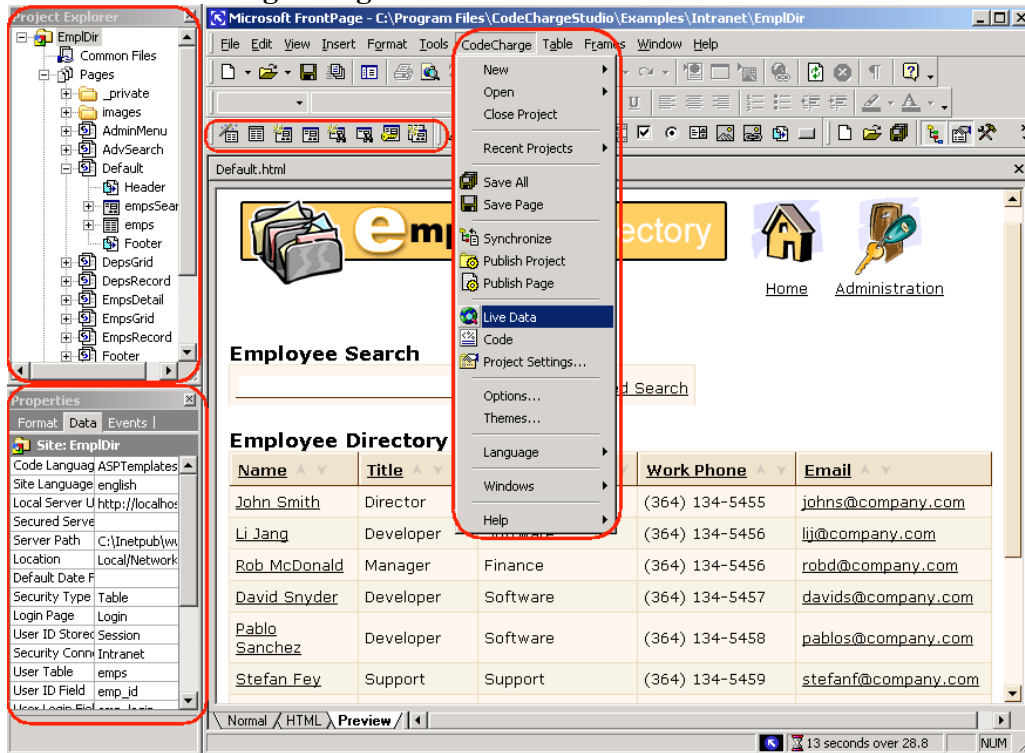 Project Explorer
EmplDir
Common Files
Pages
_private
images
AdminMenu
AdvSearch
Default
Header
empsSear
emps
Footer
DepsGrid
DepsRecord
EmpsDetail
EmpsGrid
EmpsRecord
Footer
Properties
Format Data Events
Site: EmplDir
Code Languag ASPTemplates
Site Language english
Local Server U http://localhos
Secured Serve
Server Path C:\Inetpub\w
Location Local/Network
Default Date F
Security Type Table
Login Page Login
User ID Stored Session
Security Conn Intranet
User Table emps
User ID Field emp_id
Microsoft FrontPage - C:\Program Files\CodeChargeStudio\Examples\Intranet\EmplDir
File Edit View Insert Format Tools CodeCharge Table Frames Window Help
New
Open
Close Project
Recent Projects
Save All
Save Page
Synchronize
Publish Project
Publish Page
Live Data
Code
Project Settings...
Options...
Themes...
Language
Windows
Help
Default.html
em ectory
Home Administration
Employee Search
d Search
Employee Directory
Name Title Work Phone Email
John Smith Director (364) 134-5455 johns@company.com
Li Jang Developer (364) 134-5456 lij@company.com
Rob McDonald Manager Finance (364) 134-5456 robd@company.com
David Snyder Developer Software (364) 134-5457 davids@company.com
Pablo
Sanchez Developer Software (364) 134-5458 pablos@company.com
Stefan Fey Support Support (364) 134-5459 stefanf@company.com
Normal HTML Preview
13 seconds over 28.8 NUM